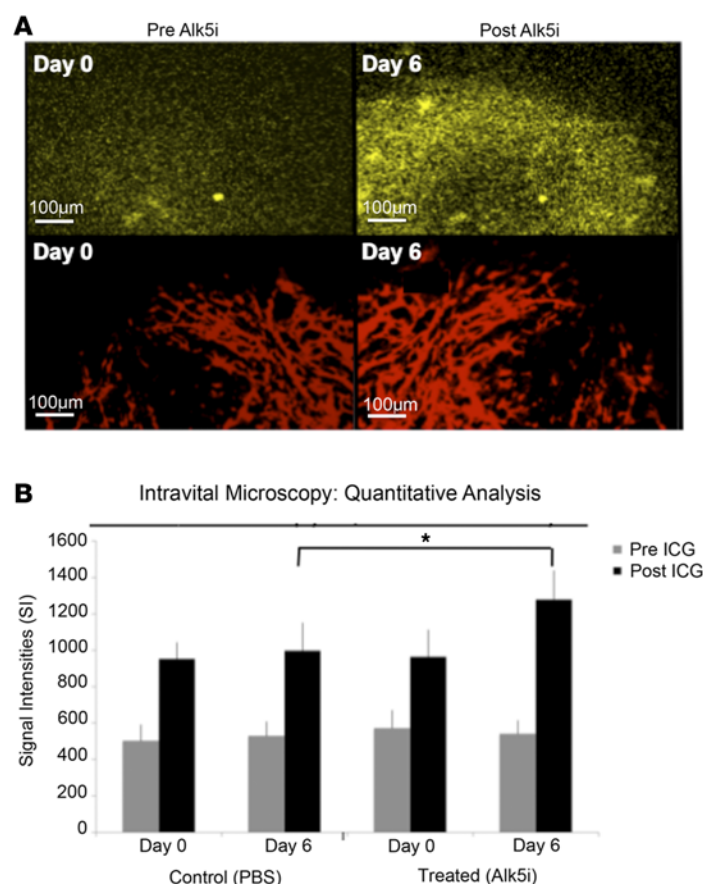 A
Pre Alk5i Post Alk5i
Day 0 Day 6
100µm 100µm
Day 0 Day 6
100µm 100µm
B
Intravital Microscopy: Quantitative Analysis
1600
1400
1200
1000
800
600
400
200
0
Signal Intensities (SI)
*
Pre ICG
Post ICG
Day 0 Day 6 Day 0 Day 6
Control (PBS) Treated (Alk5i)